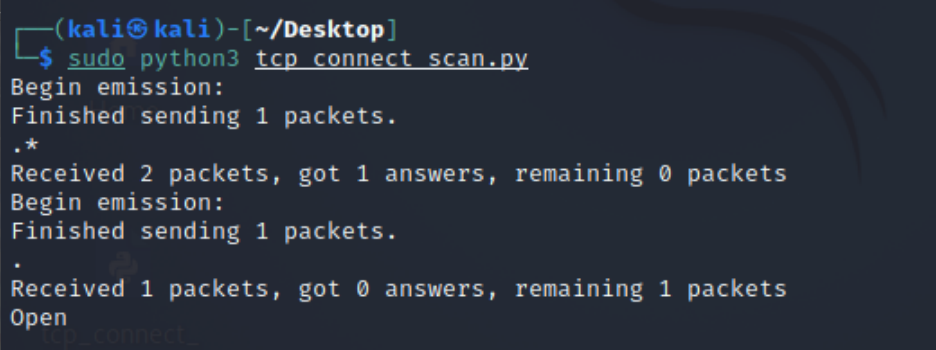 ┌──(kali㉿kali)-[~/Desktop]
└─$ sudo python3 tcp_connect_scan.py
Begin emission:
Finished sending 1 packets.
.*
Received 2 packets, got 1 answers, remaining 0 packets
Begin emission:
Finished sending 1 packets.
.
Received 1 packets, got 0 answers, remaining 1 packets
Open
tcp_connect_